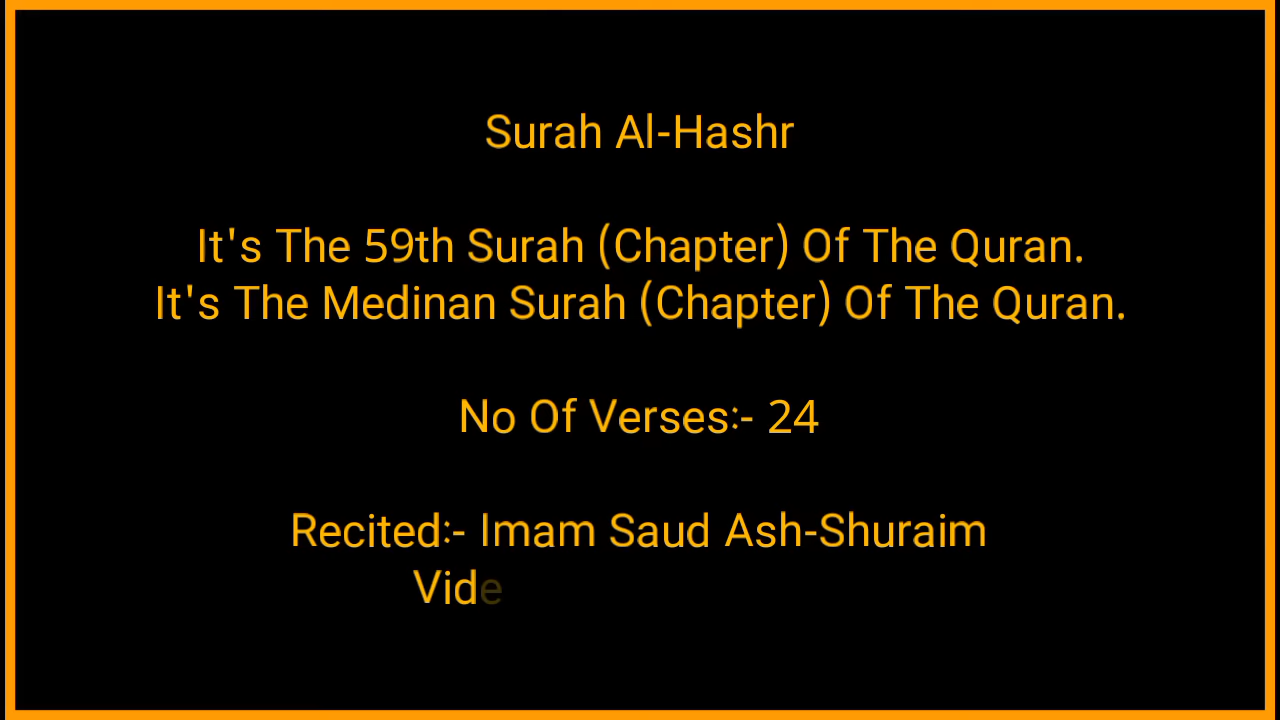 Surah Al-Hashr
It's The 59th Surah (Chapter) Of The Quran.
It's The Medinan Surah (Chapter) Of The Quran.
No Of Verses:- 24
Recited:- Imam Saud Ash-Shuraim
Vide